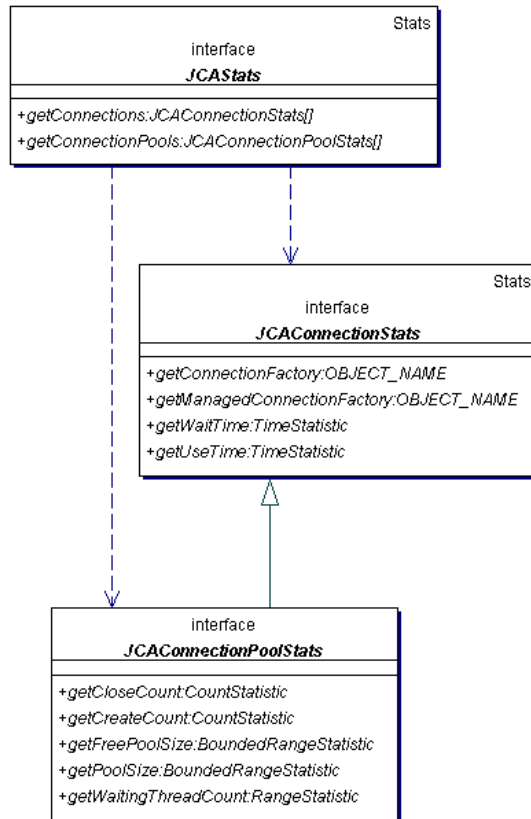 Stats
interface
JCAStats
+getConnections:JCAConnectionStats[]
+getConnectionPools:JCAConnectionPoolStats[]
Stats
interface
JCAConnectionStats
+getConnectionFactory:OBJECT_NAME
+getManagedConnectionFactory:OBJECT_NAME
+getWaitTime:TimeStatistic
+getUseTime:TimeStatistic
interface
JCAConnectionPoolStats
+getCloseCount:CountStatistic
+getCreateCount:CountStatistic
+getFreePoolSize:BoundedRangeStatistic
+getPoolSize:BoundedRangeStatistic
+getWaitingThreadCount:RangeStatistic